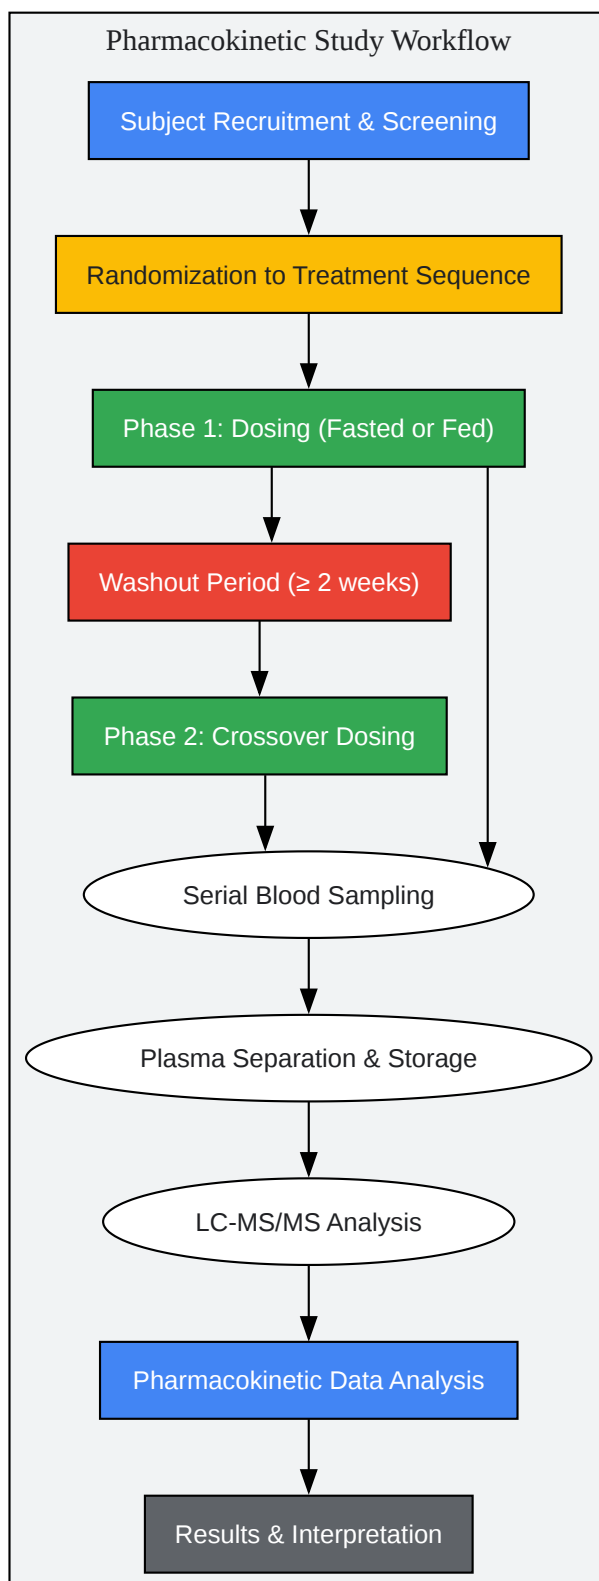 Pharmacokinetic Study Workflow
Subject Recruitment & Screening
Randomization to Treatment Sequence
Phase 1: Dosing (Fasted or Fed)
Washout Period (≥ 2 weeks)
Phase 2: Crossover Dosing
Serial Blood Sampling
Plasma Separation & Storage
LC-MS/MS Analysis
Pharmacokinetic Data Analysis
Results & Interpretation